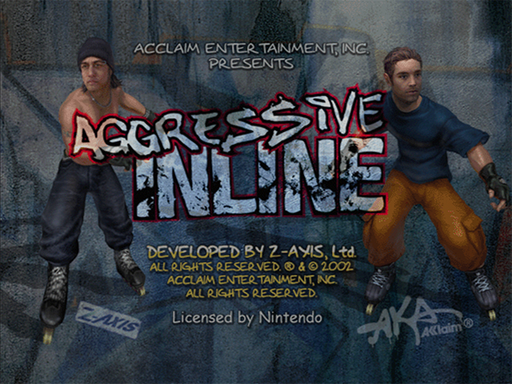 ACCLAIM ENTERTAINMENT, INC.
PRESENTS
AGGRESSIVE
INLINE
DEVELOPED BY Z-AXIS, Ltd.
ALL RIGHTS RESERVED. ® & © 2002
ACCLAIM ENTERTAINMENT, INC.
ALL RIGHTS RESERVED.
Licensed by Nintendo
Z-AXIS
AKA
Acclaim®